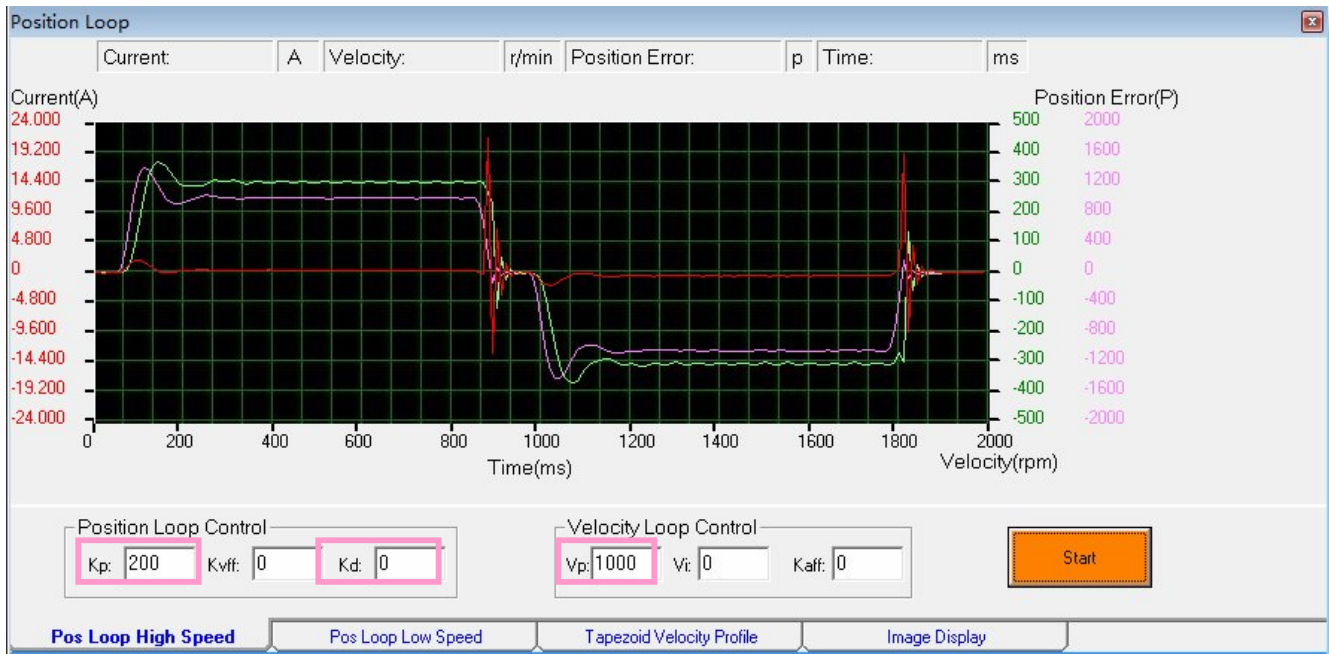 Position Loop
Current: A Velocity: r/min Position Error: p Time: ms
Current(A) Position Error(P)
24.000 500 2000
19.200 400 1600
14.400 300 1200
9.600 200 800
4.800 100 400
0 0 0
-4.800 -100 -400
-9.600 -200 -800
-14.400 -300 -1200
-19.200 -400 -1600
-24.000 -500 -2000
0 200 400 600 800 1000 1200 1400 1600 1800 2000
Time(ms) Velocity(rpm)
Position Loop Control Velocity Loop Control
Kp: 200 Kvff: 0 Kd: 0 Vp: 1000 Vi: 0 Kaff: 0 Start
Pos Loop High Speed Pos Loop Low Speed Tapezoid Velocity Profile Image Display